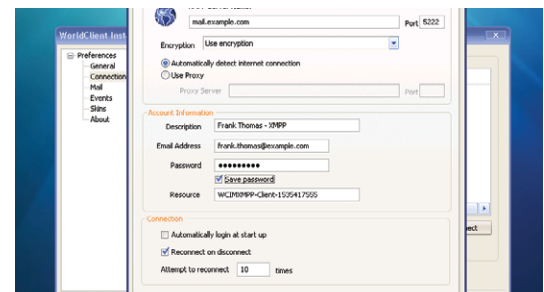 mail.example.com Port 5222
WorldClient Inst
Encryption Use encryption
Preferences
General
Connection
Mail
Events
Skins
About
Automatically detect internet connection
Use Proxy
Proxy Server Port
Account Information
Description Frank Thomas - XMPP
Email Address frank.thomas@example.com
Password •••••••••
Save password
Resource WCIMXMPP-Client-1535417555
Connection
Automatically login at start up
Reconnect on disconnect
Attempt to reconnect 10 times